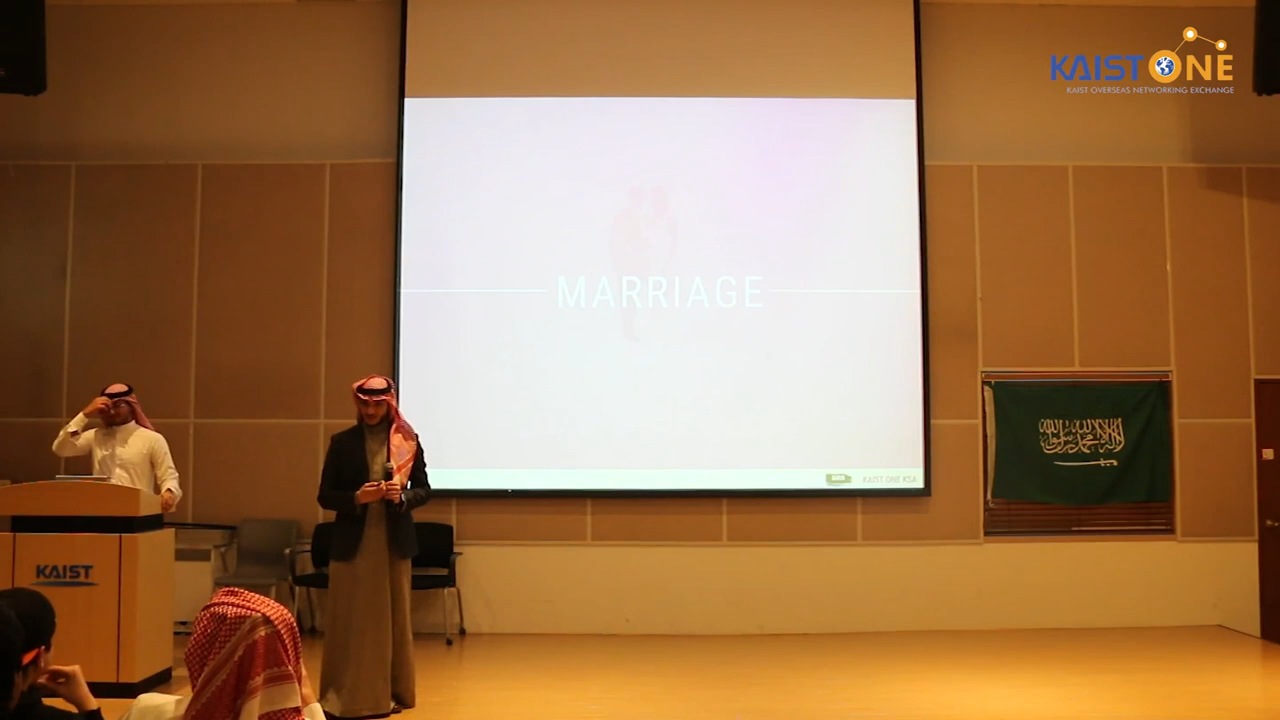 KAIST ONE
KAIST OVERSEAS NETWORKING EXCHANGE
MARRIAGE
لا إله إلا الله محمد رسول الله
KAIST ONE KSA
KAIST